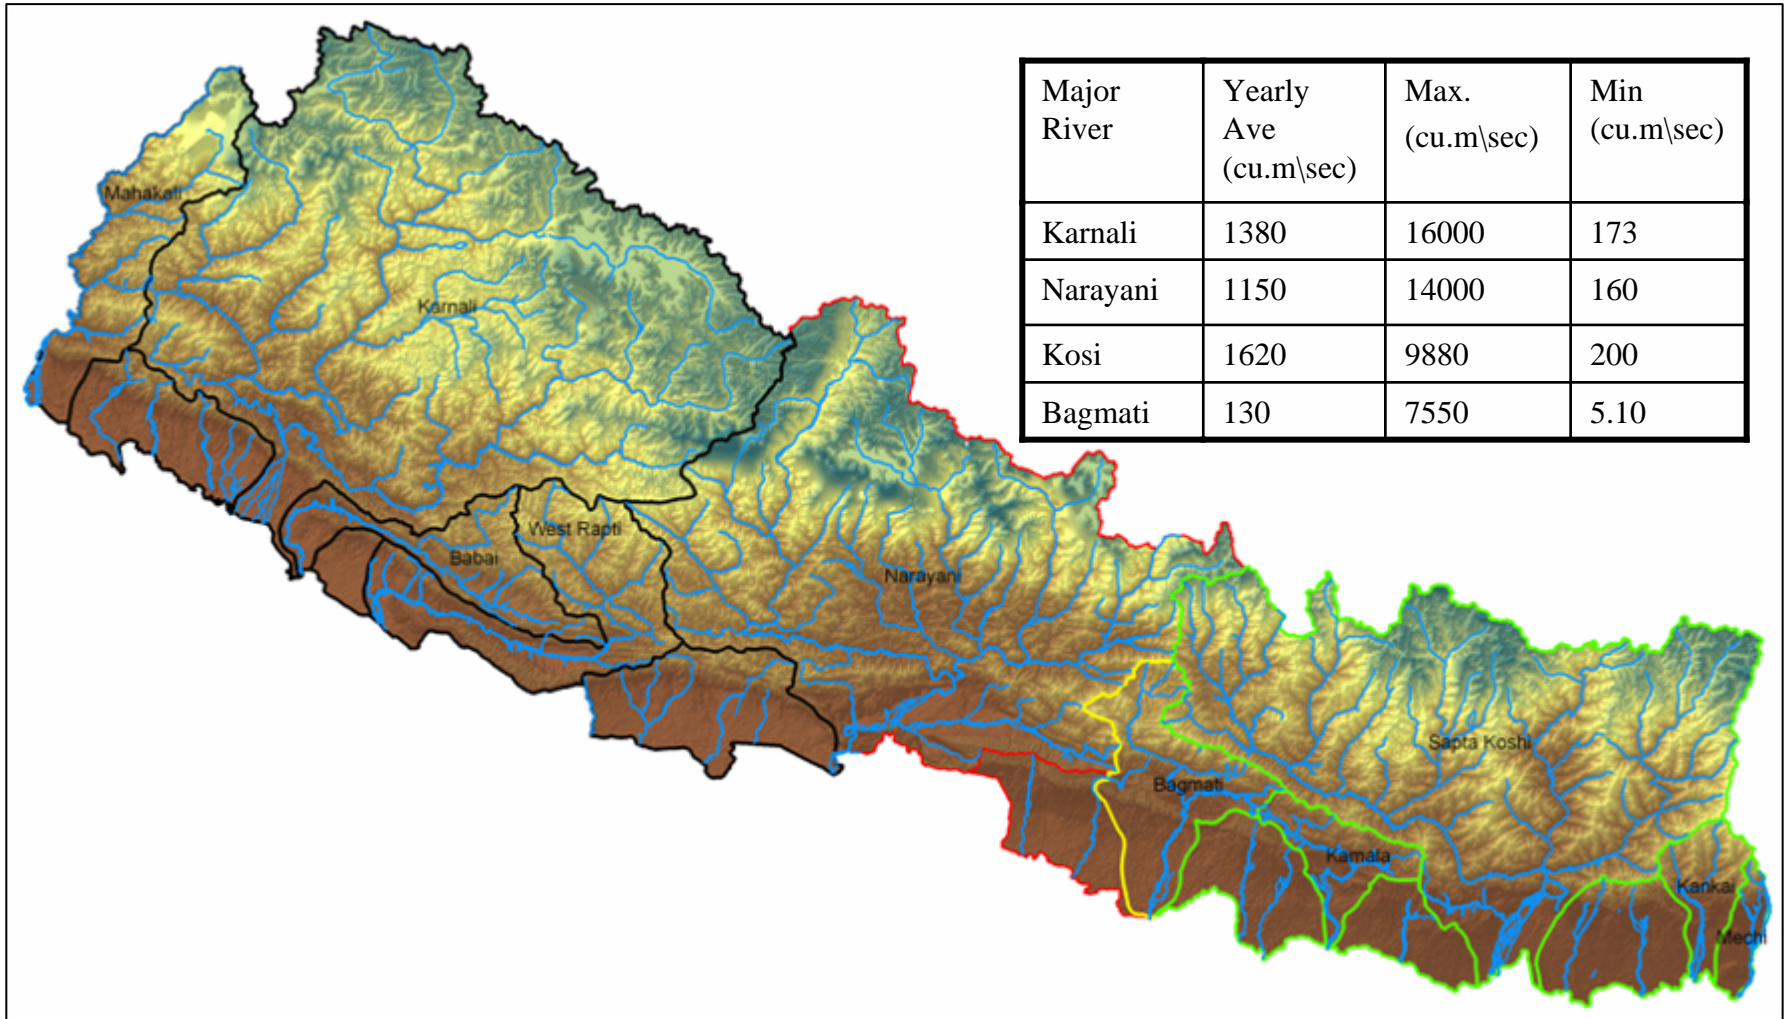 Major River
Yearly Ave (cu.m\sec)
Max. (cu.m\sec)
Min (cu.m\sec)
Karnali 1380 16000 173
Narayani 1150 14000 160
Kosi 1620 9880 200
Bagmati 130 7550 5.10
Mahakali
Karnali
West Rapti
Babai
Narayani
Sapta Koshi
Bagmati
Kamala
Kankai
Mechi